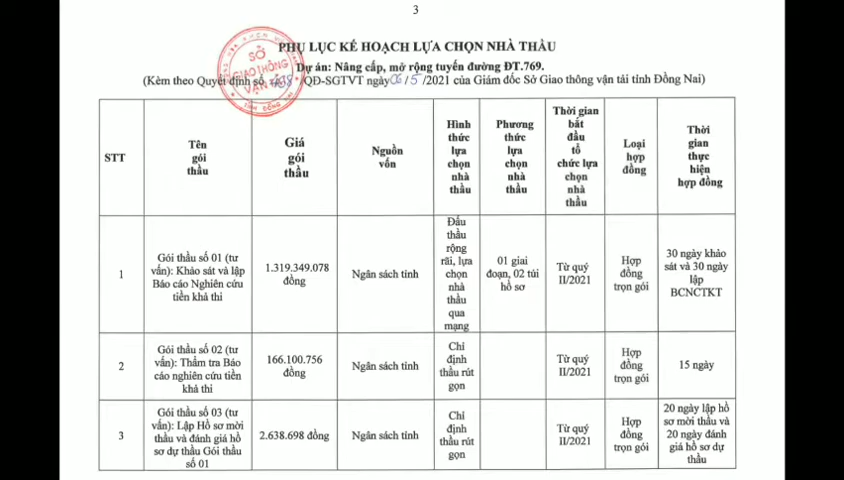 3
PHỤ LỤC KẾ HOẠCH LỰA CHỌN NHÀ THẦU
Dự án: Nâng cấp, mở rộng tuyến đường ĐT.769.
(Kèm theo Quyết định số /QĐ-SGTVT ngày 06/5/2021 của Giám đốc Sở Giao thông vận tải tỉnh Đồng Nai)
SỞ
GIAO THÔNG
VẬN TẢI
TỈNH ĐỒNG NAI
STT
Tên
gói
thầu
Giá
gói
thầu
Nguồn
vốn
Hình
thức
lựa
chọn
nhà
thầu
Phương
thức
lựa
chọn
nhà
thầu
Thời gian
bắt
đầu
tổ
chức lựa
chọn
nhà
thầu
Loại
hợp
đồng
Thời
gian
thực
hiện
hợp đồng
1
Gói thầu số 01 (tư
vấn): Khảo sát và lập
Báo cáo Nghiên cứu
tiền khả thi
1.319.349.078
đồng
Ngân sách tỉnh
Đấu
thầu
rộng
rãi, lựa
chọn
nhà
thầu
qua
mạng
01 giai
đoạn, 02 túi
hồ sơ
Từ quý
II/2021
Hợp
đồng
trọn gói
30 ngày khảo
sát và 30 ngày
lập
BCNCTKT
2
Gói thầu số 02 (tư
vấn): Thẩm tra Báo
cáo nghiên cứu tiền
khả thi
166.100.756
đồng
Ngân sách tỉnh
Chỉ
định
thầu rút
gọn
Từ quý
II/2021
Hợp
đồng
trọn gói
15 ngày
3
Gói thầu số 03 (tư
vấn): Lập Hồ sơ mời
thầu và đánh giá hồ
sơ dự thầu Gói thầu
số 01
2.638.698 đồng
Ngân sách tỉnh
Chỉ
định
thầu rút
gọn
Từ quý
II/2021
Hợp
đồng
trọn gói
20 ngày lập hồ
sơ mời thầu và
20 ngày đánh
giá hồ sơ dự
thầu